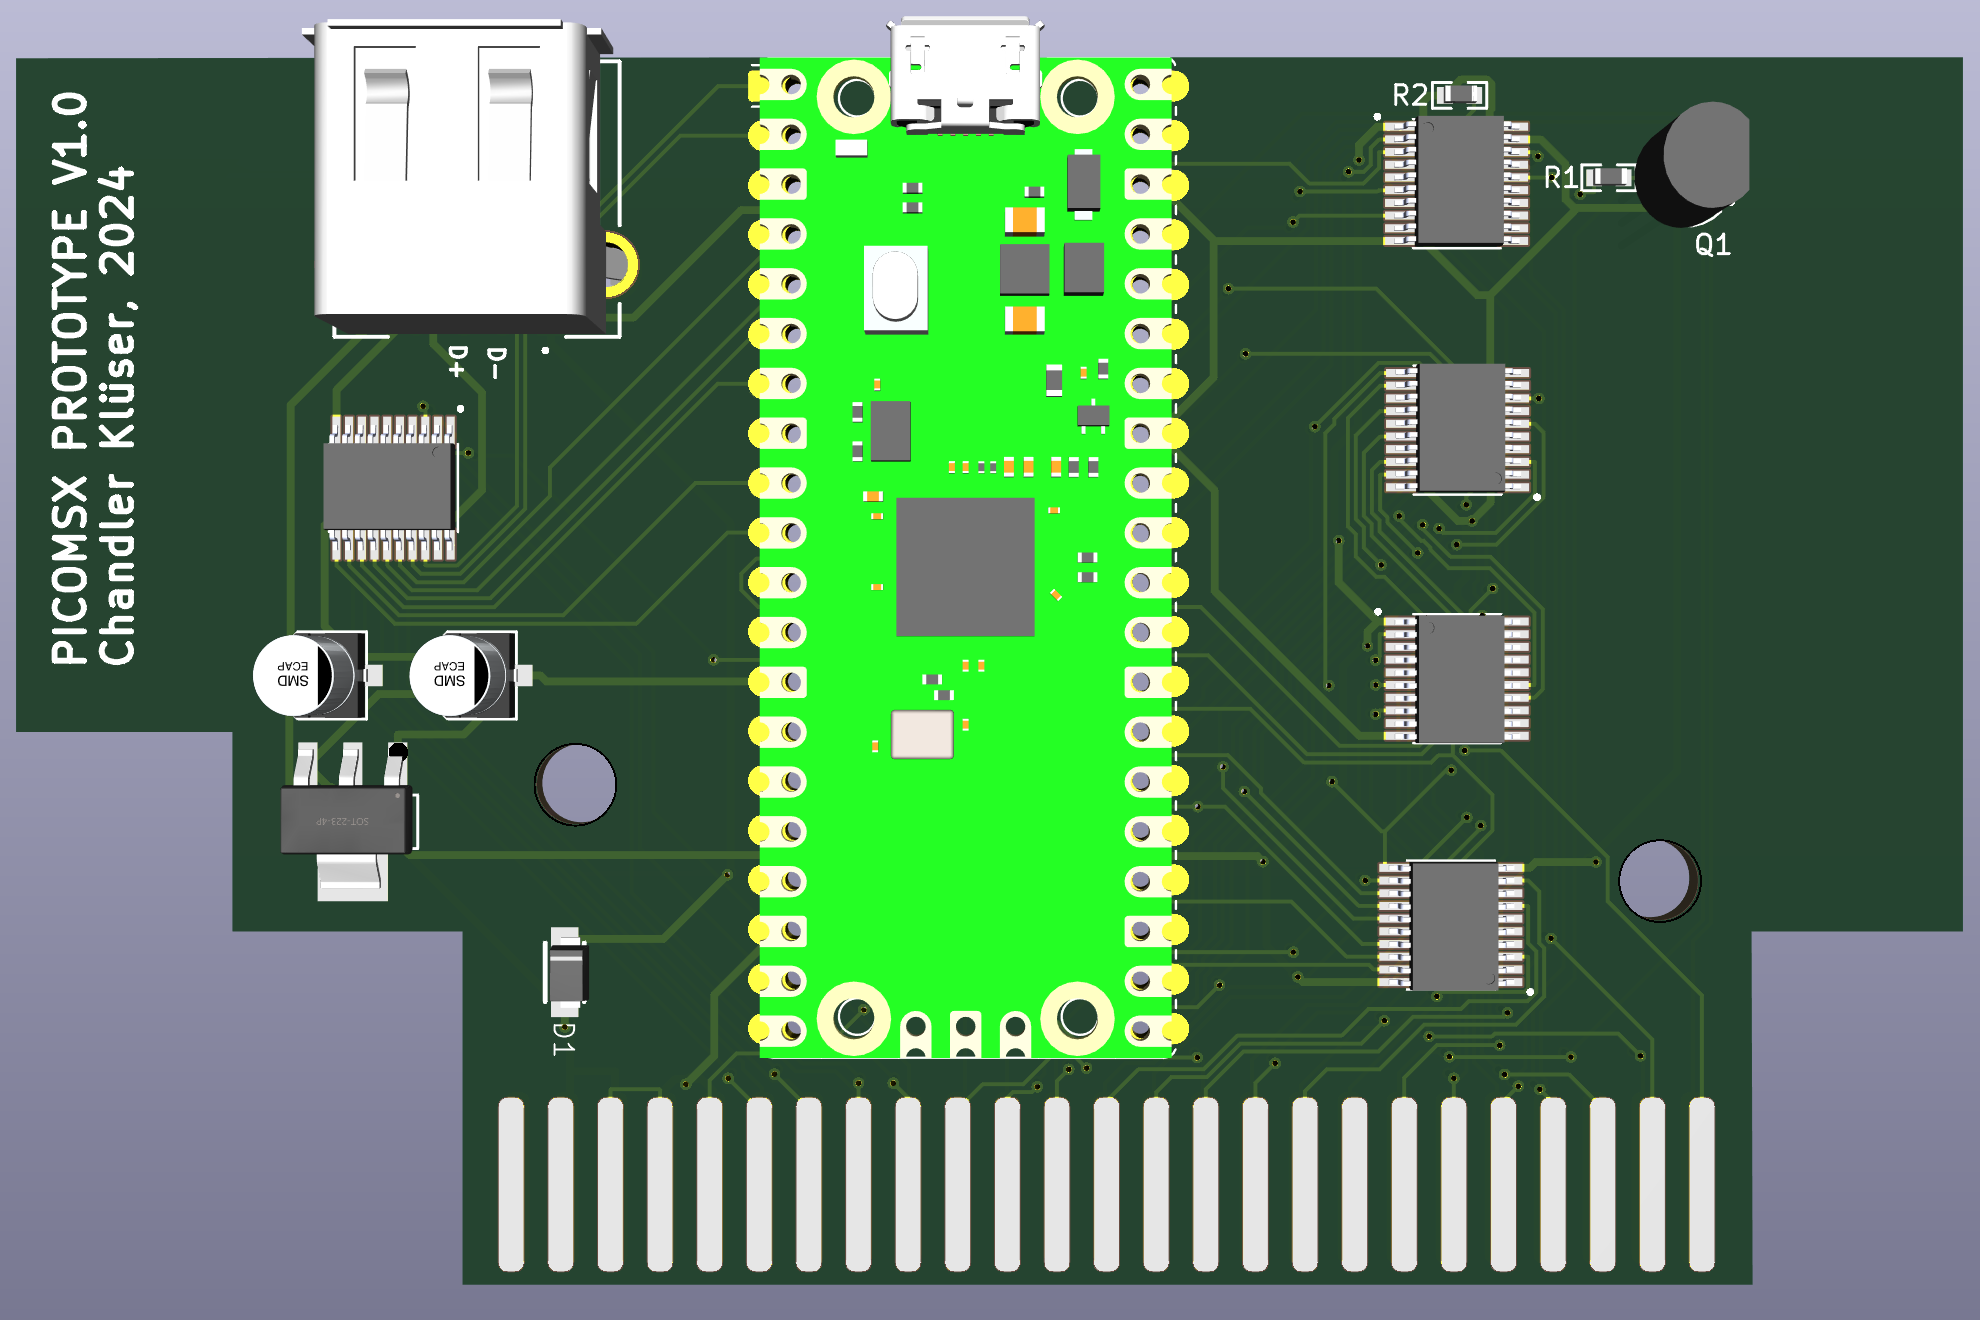 PICOMSX PROTOTYPE V1.0
Chandler Klüser, 2024
D+
D-
R2
R1
Q1
SMD
ECAP
SMD
ECAP
SOT-223-4P
D1